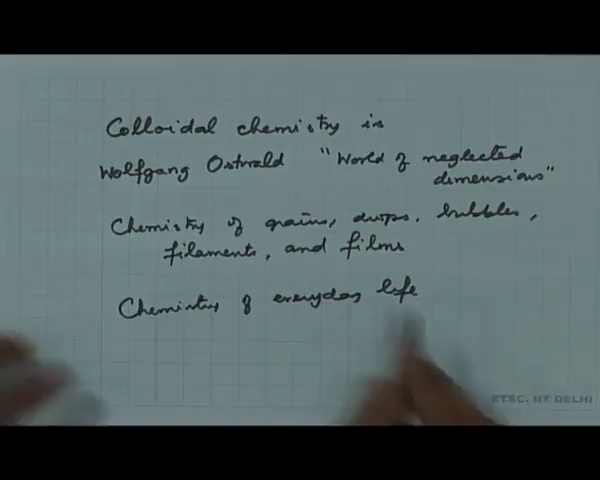 Colloidal chemistry is
Wolfgang Ostwald "World of neglected
dimensions"
Chemistry of grains, drops, bubbles,
filaments, and films
Chemistry of everyday life
ETSC, IIT DELHI